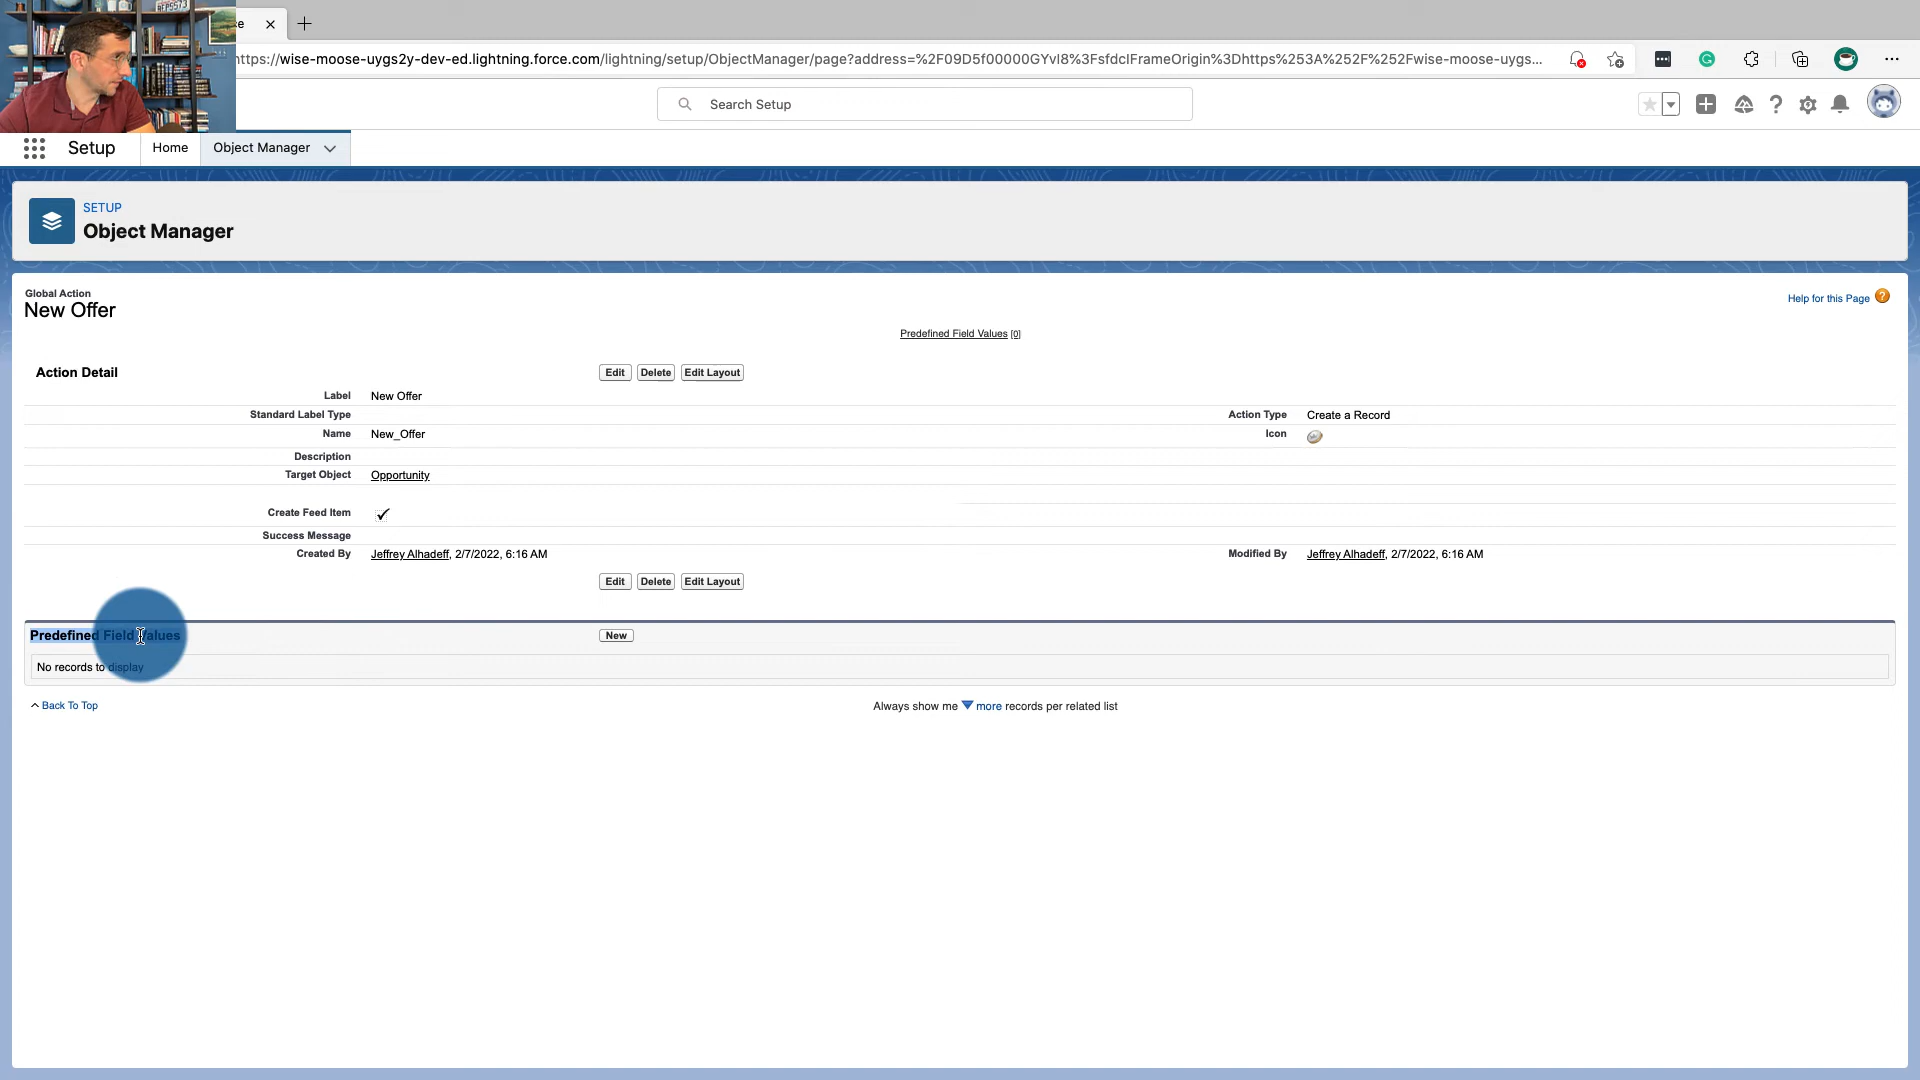 RFP5573
e
https://wise-moose-uygs2y-dev-ed.lightning.force.com/lightning/setup/ObjectManager/page?address=%2F09D5f00000GYvI8%3FsfdcIFrameOrigin%3Dhttps%253A%252F%252Fwise-moose-uygs...
Search Setup
Setup Home Object Manager
SETUP
Object Manager
Global Action
New Offer
Help for this Page
Predefined Field Values [0]
Action Detail Edit Delete Edit Layout
Label New Offer
Standard Label Type Action Type Create a Record
Name New_Offer Icon
Description
Target Object Opportunity
Create Feed Item ✓
Success Message
Created By Jeffrey Alhadeff, 2/7/2022, 6:16 AM Modified By Jeffrey Alhadeff, 2/7/2022, 6:16 AM
Edit Delete Edit Layout
Predefined Field Values New
No records to display
Back To Top Always show me more records per related list